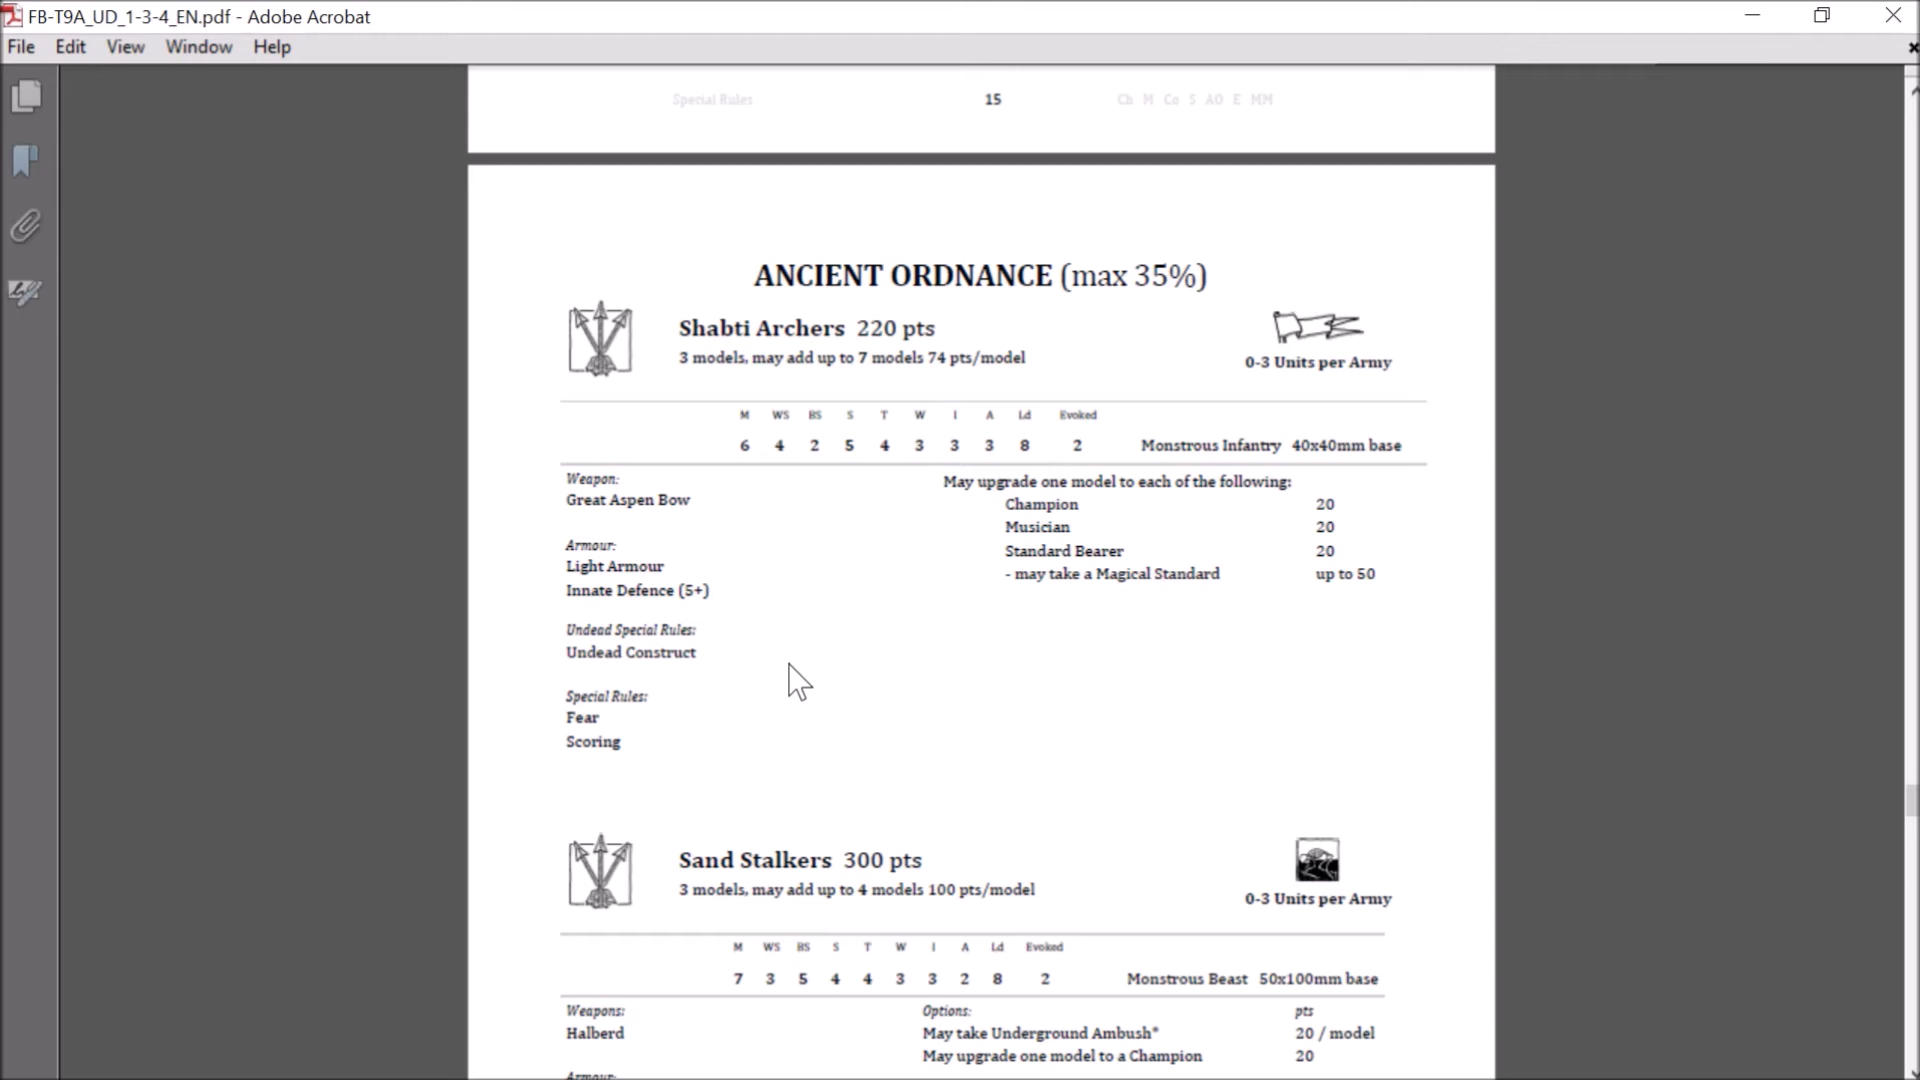 FB-T9A_UD_1-3-4_EN.pdf - Adobe Acrobat
File Edit View Window Help
Special Rules 15 Ch M Co S AO E MM
ANCIENT ORDNANCE (max 35%)
Shabti Archers 220 pts
3 models, may add up to 7 models 74 pts/model
0-3 Units per Army
M WS BS S T W I A Ld Evoked
6 4 2 5 4 3 3 3 8 2 Monstrous Infantry 40x40mm base
Weapon:
Great Aspen Bow
Armour:
Light Armour
Innate Defence (5+)
Undead Special Rules:
Undead Construct
Special Rules:
Fear
Scoring
May upgrade one model to each of the following:
Champion 20
Musician 20
Standard Bearer 20
- may take a Magical Standard up to 50
Sand Stalkers 300 pts
3 models, may add up to 4 models 100 pts/model
0-3 Units per Army
M WS BS S T W I A Ld Evoked
7 3 5 4 4 3 3 2 8 2 Monstrous Beast 50x100mm base
Weapons:
Halberd
Armour:
Options: pts
May take Underground Ambush* 20 / model
May upgrade one model to a Champion 20